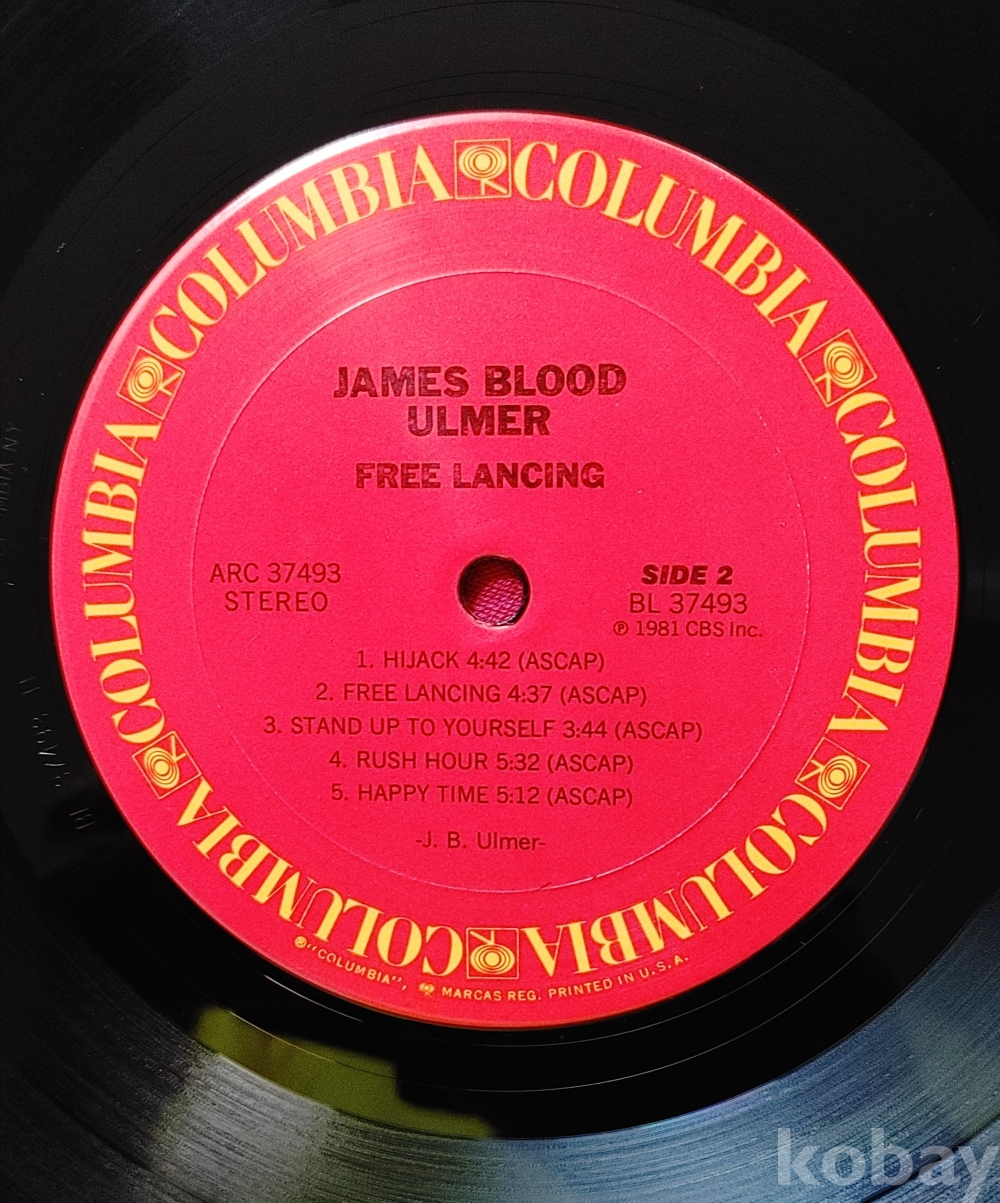 COLUMBIA COLUMBIA COLUMBIA COLUMBIA COLUMBIA COLUMBIA
JAMES BLOOD
ULMER
FREE LANCING
ARC 37493
STEREO
SIDE 2
BL 37493
℗ 1981 CBS Inc.
1. HIJACK 4:42 (ASCAP)
2. FREE LANCING 4:37 (ASCAP)
3. STAND UP TO YOURSELF 3:44 (ASCAP)
4. RUSH HOUR 5:32 (ASCAP)
5. HAPPY TIME 5:12 (ASCAP)
-J. B. Ulmer-
®"COLUMBIA", MARCAS REG. PRINTED IN U.S.A.
kobay